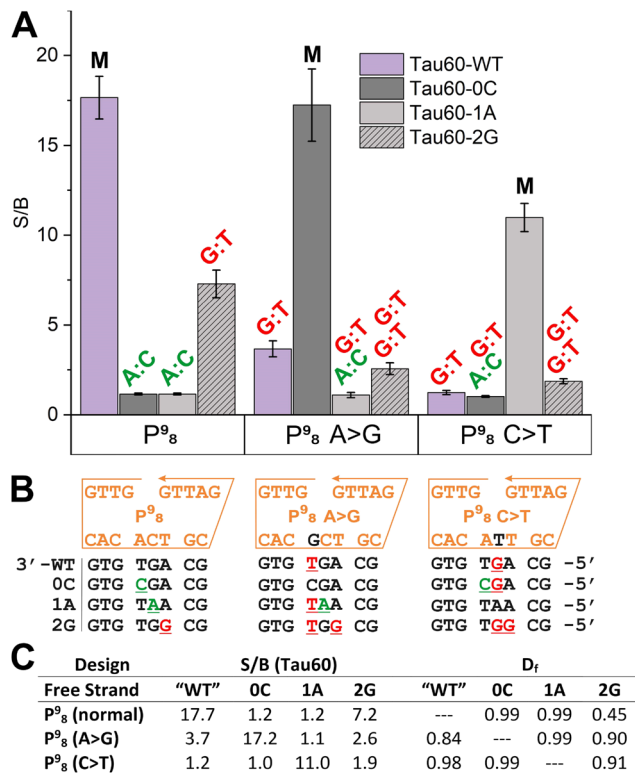 A
20
15
10
5
0
S/B
Tau60-WT
Tau60-0C
Tau60-1A
Tau60-2G
M
A:C
A:C
G:T
G:T
M
G:T
A:C
G:T
G:T
G:T
G:T
A:C
M
G:T
G:T
P⁹₈
P⁹₈ A>G
P⁹₈ C>T
B
GTTG GTTAG
P⁹₈
CAC ACT GC
GTTG GTTAG
P⁹₈ A>G
CAC GCT GC
GTTG GTTAG
P⁹₈ C>T
CAC ATT GC
3’ -WT GTG TGA CG GTG TGA CG GTG TGA CG -5’
0C GTG CGA CG GTG CGA CG GTG CGA CG -5’
1A GTG TAA CG GTG TAA CG GTG TAA CG -5’
2G GTG TGG CG GTG TGG CG GTG TGG CG -5’
C
Design S/B (Tau60) Df
Free Strand “WT” 0C 1A 2G “WT” 0C 1A 2G
P⁹₈ (normal) 17.7 1.2 1.2 7.2 --- 0.99 0.99 0.45
P⁹₈ (A>G) 3.7 17.2 1.1 2.6 0.84 --- 0.99 0.90
P⁹₈ (C>T) 1.2 1.0 11.0 1.9 0.98 0.99 --- 0.91